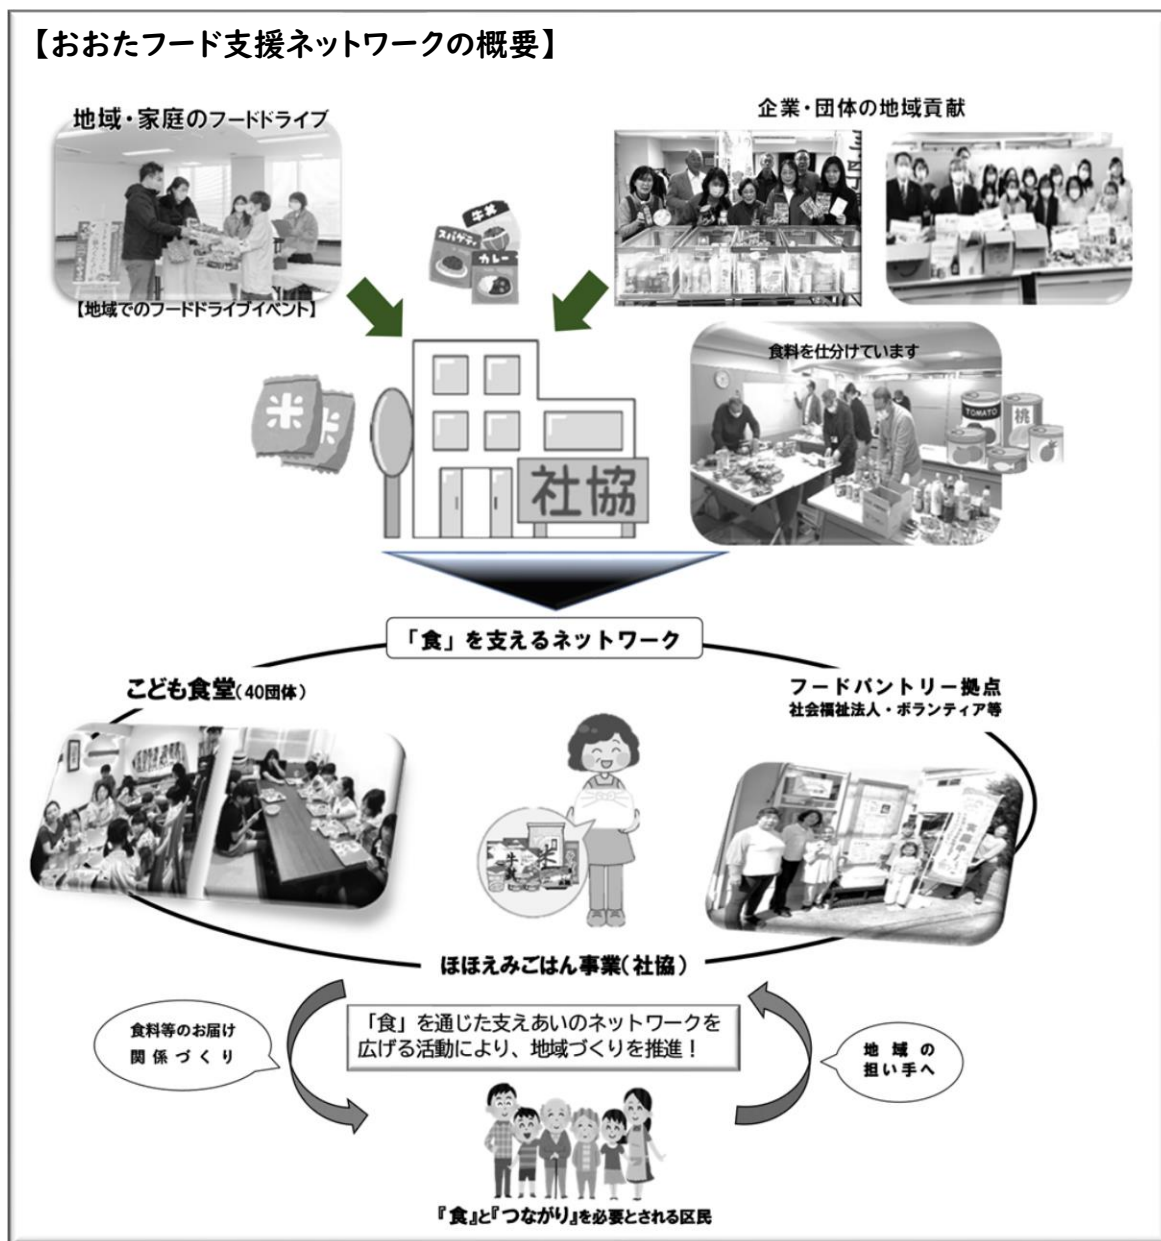 【おおたフード支援ネットワークの概要】
地域・家庭のフードドライブ
企業・団体の地域貢献
牛丼
スパゲティ
カレー
【地域でのフードドライブイベント】
食料を仕分けています
米
米
TOMATO
桃
社協
「食」を支えるネットワーク
こども食堂(40団体)
フードパントリー拠点
社会福祉法人・ボランティア等
牛乳
米
ほほえみごはん事業(社協)
食料等のお届け
関係づくり
「食」を通じた支えあいのネットワークを
広げる活動により、地域づくりを推進!
地域の
担い手へ
『食』と『つながり』を必要とされる区民